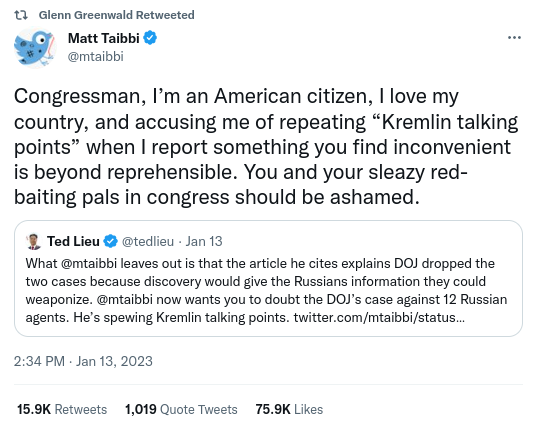 Glenn Greenwald Retweeted
Matt Taibbi
@mtaibbi
Congressman, I’m an American citizen, I love my
country, and accusing me of repeating “Kremlin talking
points” when I report something you find inconvenient
is beyond reprehensible. You and your sleazy red-
baiting pals in congress should be ashamed.
Ted Lieu @tedlieu · Jan 13
What @mtaibbi leaves out is that the article he cites explains DOJ dropped the
two cases because discovery would give the Russians information they could
weaponize. @mtaibbi now wants you to doubt the DOJ’s case against 12 Russian
agents. He’s spewing Kremlin talking points. twitter.com/mtaibbi/status...
2:34 PM · Jan 13, 2023
15.9K Retweets 1,019 Quote Tweets 75.9K Likes